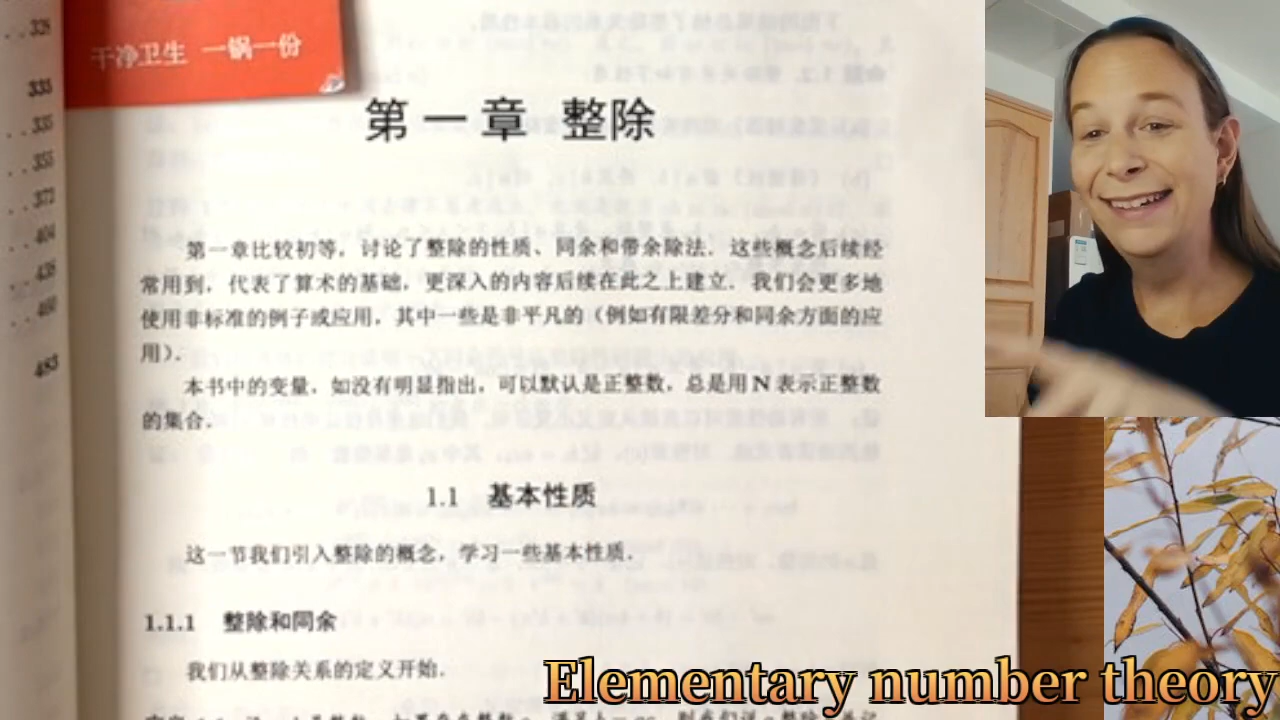 328
333
335
355
372
404
436
460
483
干净卫生 一锅一份
第一章 整除
第一章比较初等，讨论了整除的性质、同余和带余除法．这些概念后续经
常用到，代表了算术的基础，更深入的内容后续在此之上建立．我们会更多地
使用非标准的例子或应用，其中一些是非平凡的（例如有限差分和同余方面的应
用）．
本书中的变量，如没有明显指出，可以默认是正整数，总是用 N 表示正整数
的集合．
1.1 基本性质
这一节我们引入整除的概念，学习一些基本性质．
1.1.1 整除和同余
我们从整除关系的定义开始．
Elementary number theory